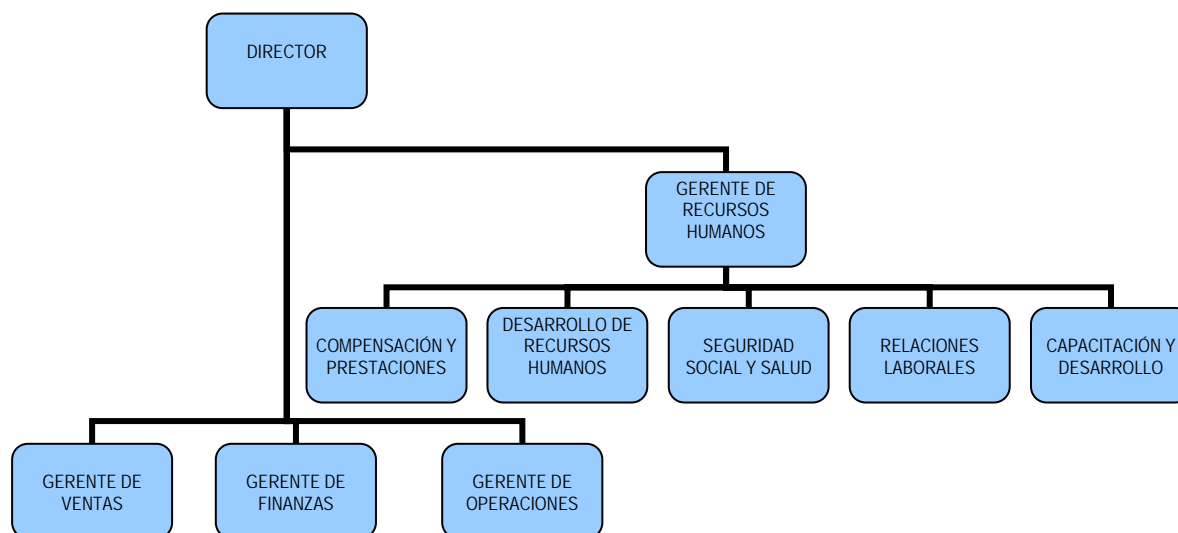 DIRECTOR
GERENTE DE
RECURSOS
HUMANOS
COMPENSACIÓN Y
PRESTACIONES
DESARROLLO DE
RECURSOS
HUMANOS
SEGURIDAD
SOCIAL Y SALUD
RELACIONES
LABORALES
CAPACITACIÓN Y
DESARROLLO
GERENTE DE
VENTAS
GERENTE DE
FINANZAS
GERENTE DE
OPERACIONES